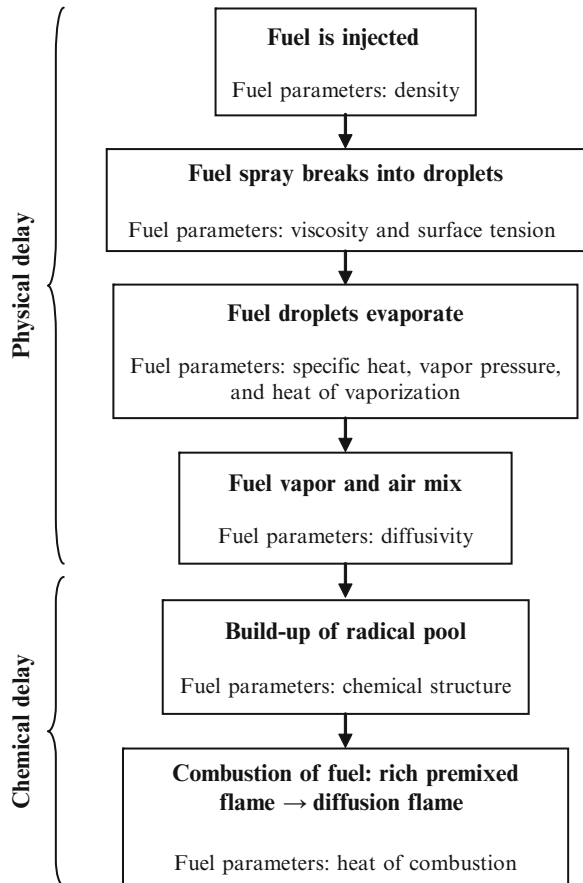 Fuel is injected
Fuel parameters: density
Fuel spray breaks into droplets
Fuel parameters: viscosity and surface tension
Fuel droplets evaporate
Fuel parameters: specific heat, vapor pressure,
and heat of vaporization
Fuel vapor and air mix
Fuel parameters: diffusivity
Physical delay
Build-up of radical pool
Fuel parameters: chemical structure
Combustion of fuel: rich premixed
flame → diffusion flame
Fuel parameters: heat of combustion
Chemical delay